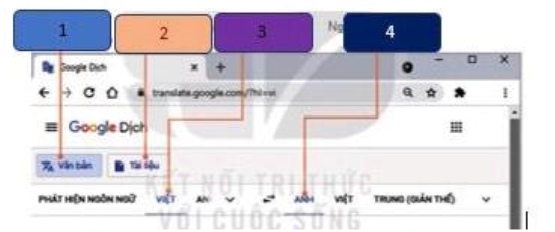 1 2 3 4
Google Dịch
translate.google.com/?hl=vi
Google Dịch
Văn bản Tài liệu
PHÁT HIỆN NGÔN NGỮ VIỆT ANH VIỆT TRUNG (GIẢN THỂ)
KẾT NỐI TRI THỨC
VỚI CUỘC SỐNG